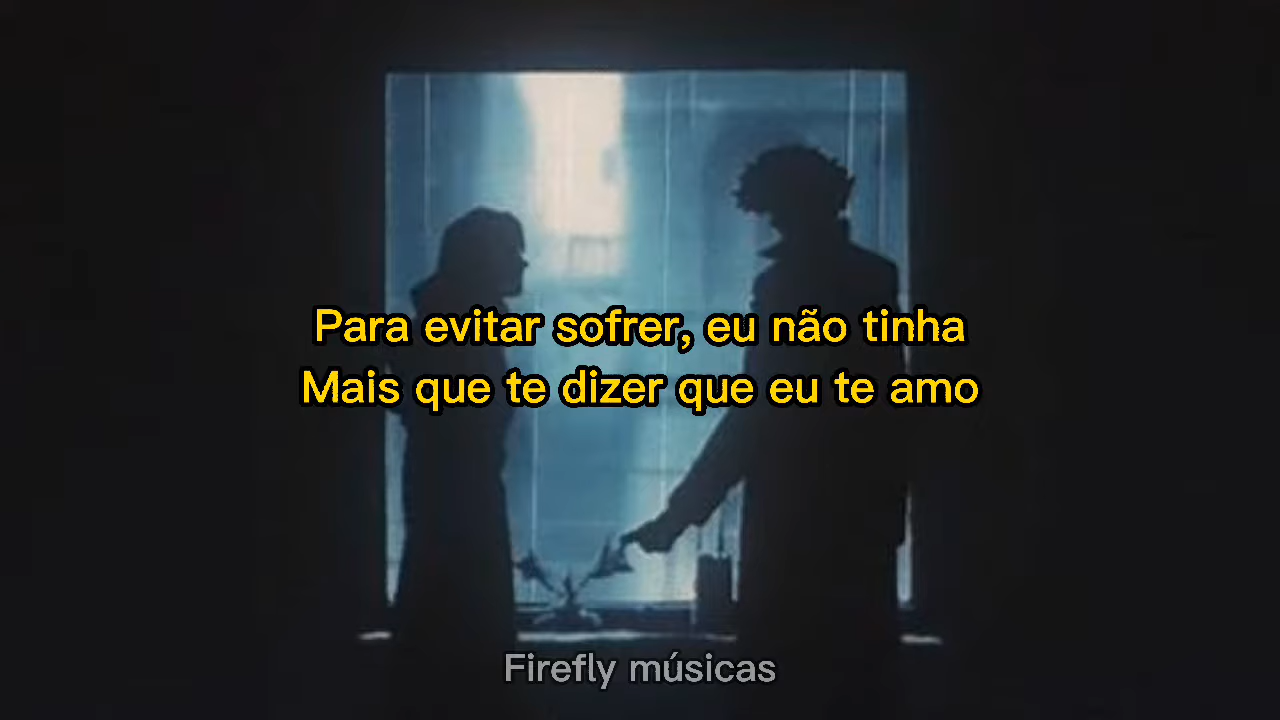 Para evitar sofrer, eu não tinha
Mais que te dizer que eu te amo
Firefly músicas